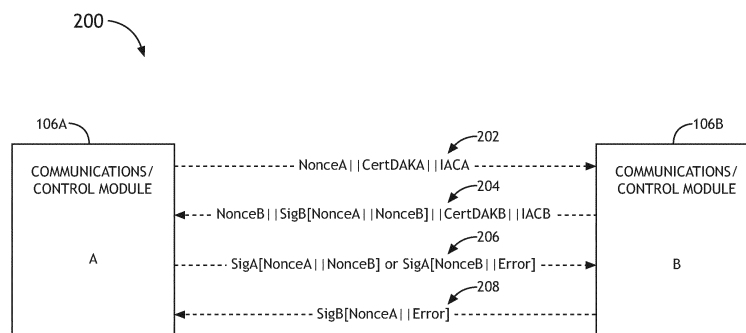 200
106A
106B
COMMUNICATIONS/
CONTROL MODULE
A
202
NonceA||CertDAKA||IACA
204
NonceB||SigB[NonceA||NonceB]||CertDAKB||IACB
206
SigA[NonceA||NonceB] or SigA[NonceB||Error]
208
SigB[NonceA||Error]
COMMUNICATIONS/
CONTROL MODULE
B